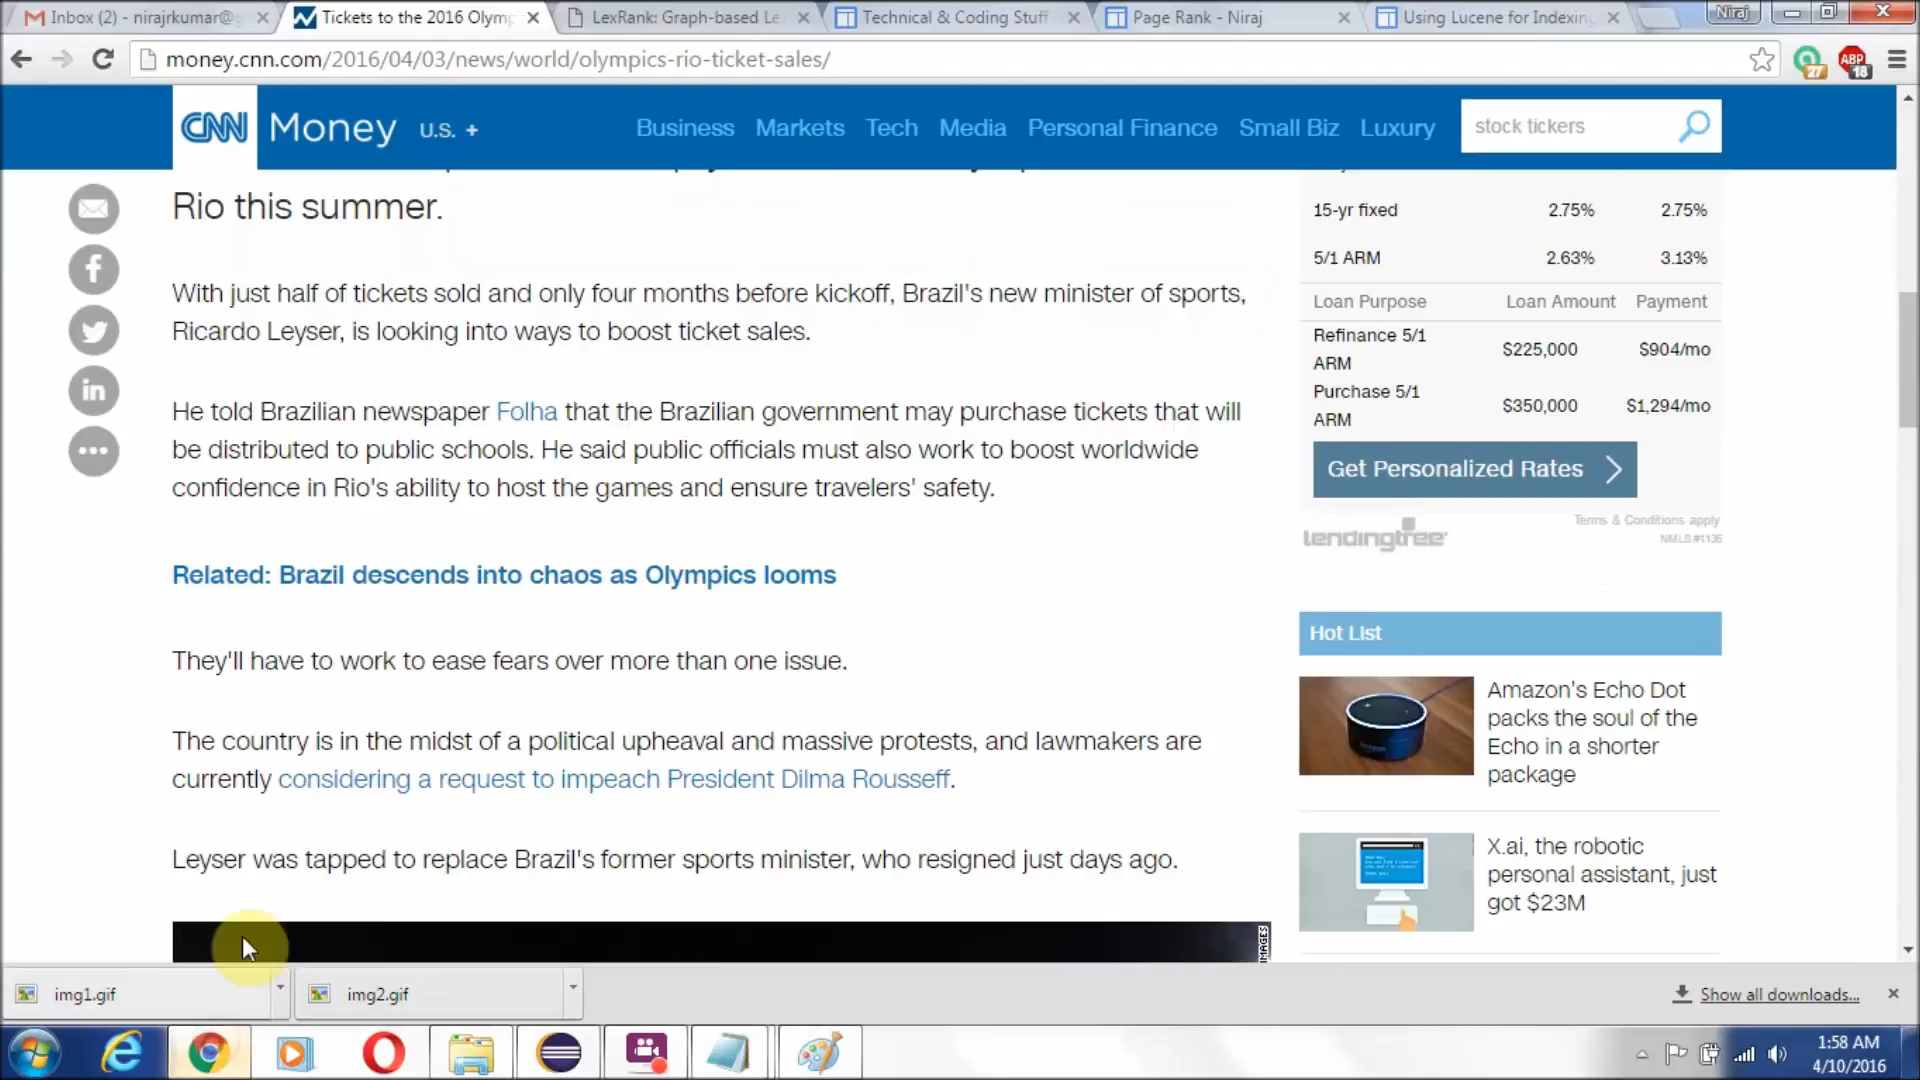 Inbox (2) - nirajrkumar@
Tickets to the 2016 Olymp
LexRank: Graph-based Le
Technical & Coding Stuff
Page Rank - Niraj
Using Lucene for Indexing
Niraj
money.cnn.com/2016/04/03/news/world/olympics-rio-ticket-sales/
27
ABP
18
CNN Money U.S. +
Business Markets Tech Media Personal Finance Small Biz Luxury
stock tickers
Rio this summer.
With just half of tickets sold and only four months before kickoff, Brazil's new minister of sports,
Ricardo Leyser, is looking into ways to boost ticket sales.
He told Brazilian newspaper Folha that the Brazilian government may purchase tickets that will
be distributed to public schools. He said public officials must also work to boost worldwide
confidence in Rio's ability to host the games and ensure travelers' safety.
Related: Brazil descends into chaos as Olympics looms
They'll have to work to ease fears over more than one issue.
The country is in the midst of a political upheaval and massive protests, and lawmakers are
currently considering a request to impeach President Dilma Rousseff.
Leyser was tapped to replace Brazil's former sports minister, who resigned just days ago.
IMAGES
15-yr fixed 2.75% 2.75%
5/1 ARM 2.63% 3.13%
Loan Purpose Loan Amount Payment
Refinance 5/1
ARM
$225,000 $904/mo
Purchase 5/1
ARM
$350,000 $1,294/mo
Get Personalized Rates
lendingtree
Terms & Conditions apply
NMLS #1136
Hot List
Amazon's Echo Dot
packs the soul of the
Echo in a shorter
package
X.ai, the robotic
personal assistant, just
got $23M
img1.gif
img2.gif
Show all downloads...
1:58 AM
4/10/2016